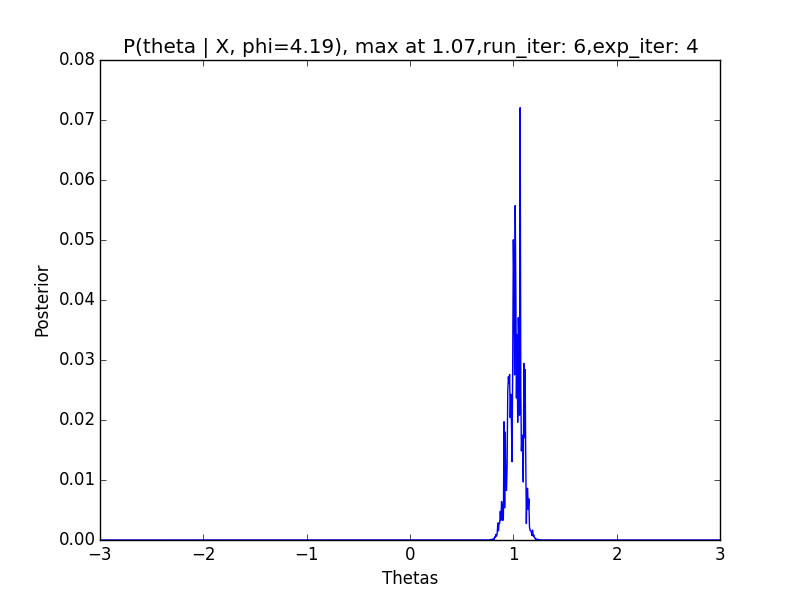 P(theta | X, phi=4.19), max at 1.07,run_iter: 6,exp_iter: 4
0.08
0.07
0.06
0.05
0.04
0.03
0.02
0.01
0.00
Posterior
−3 −2 −1 0 1 2 3
Thetas